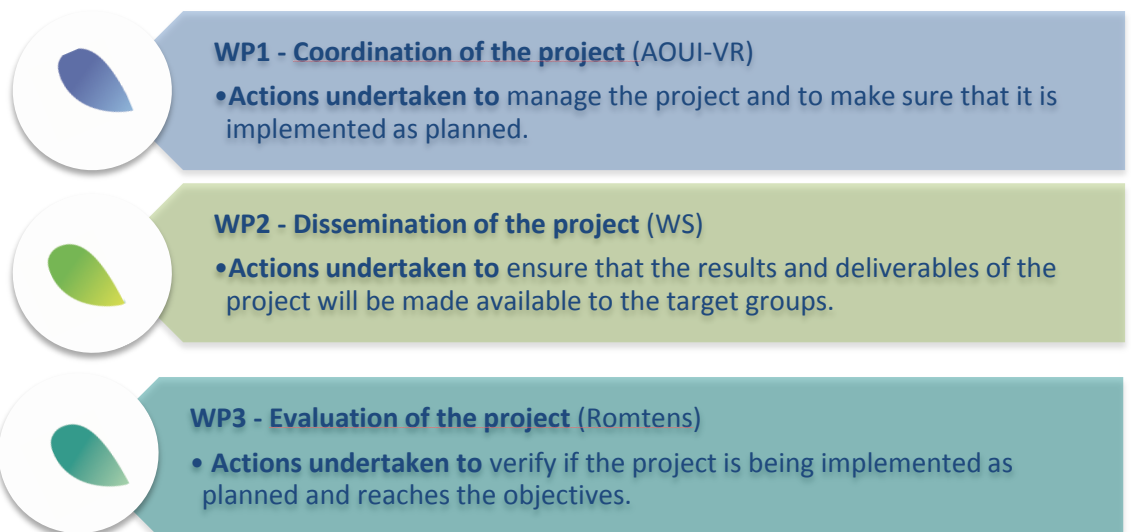 WP1 - Coordination of the project (AOUI-VR)
•Actions undertaken to manage the project and to make sure that it is
implemented as planned.
WP2 - Dissemination of the project (WS)
•Actions undertaken to ensure that the results and deliverables of the
project will be made available to the target groups.
WP3 - Evaluation of the project (Romtens)
• Actions undertaken to verify if the project is being implemented as
planned and reaches the objectives.